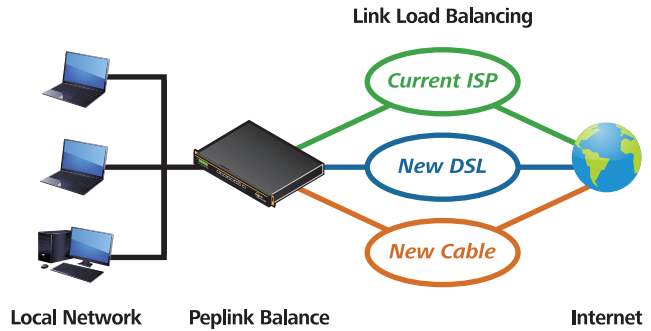 Link Load Balancing
Current ISP
New DSL
New Cable
Local Network
Peplink Balance
Internet